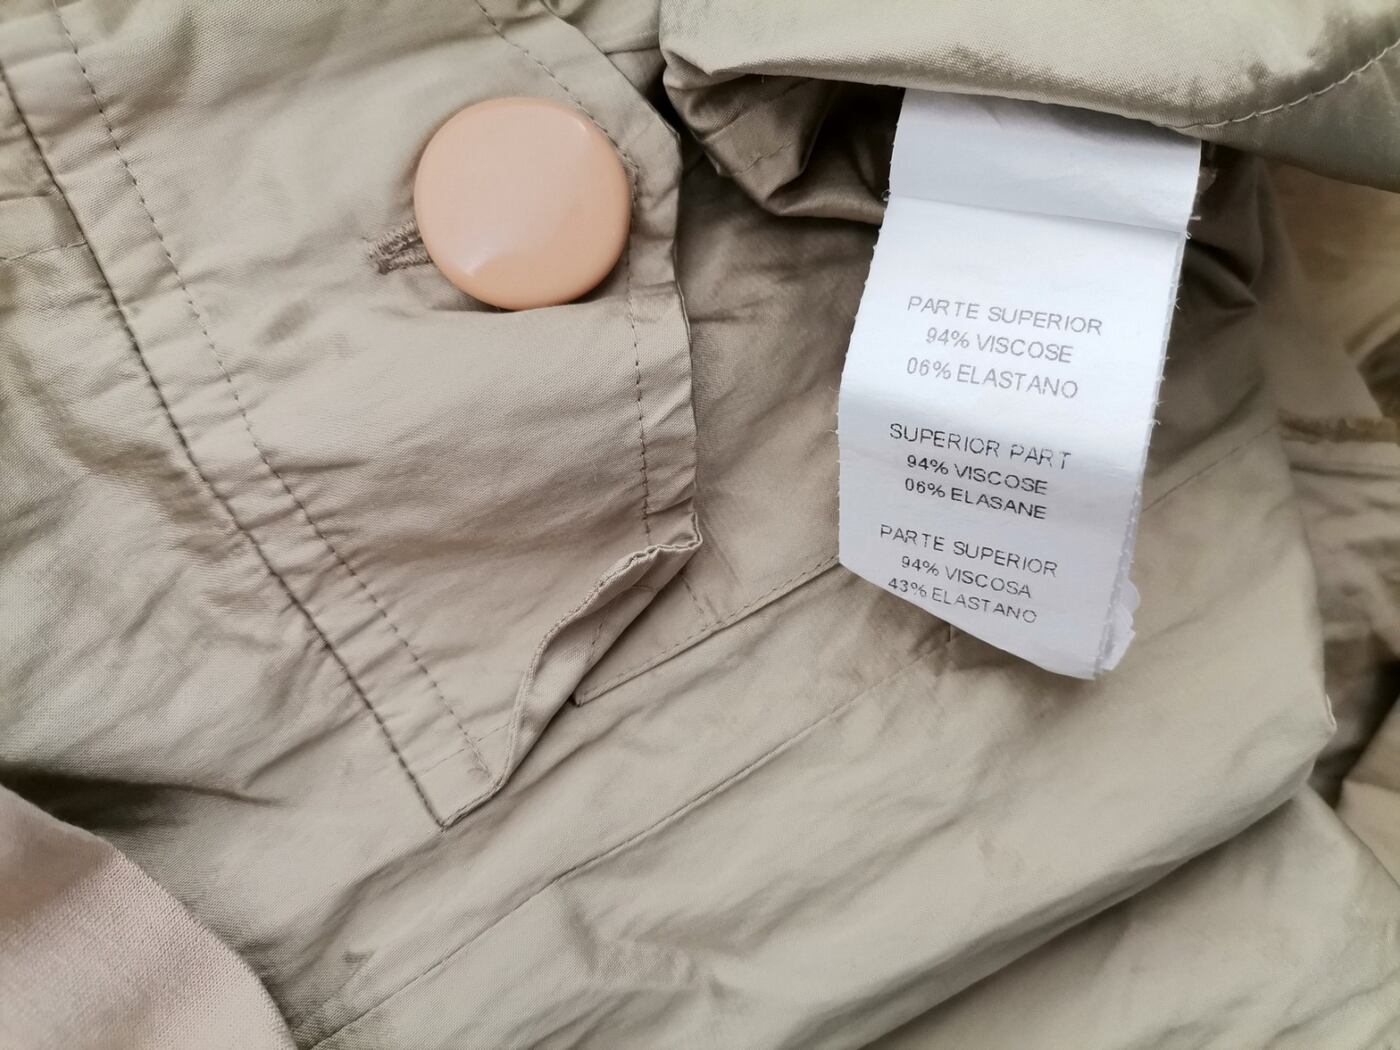 PARTE SUPERIOR
94% VISCOSE
06% ELASTANO
SUPERIOR PART
94% VISCOSE
06% ELASANE
PARTE SUPERIOR
94% VISCOSA
43% ELASTANO